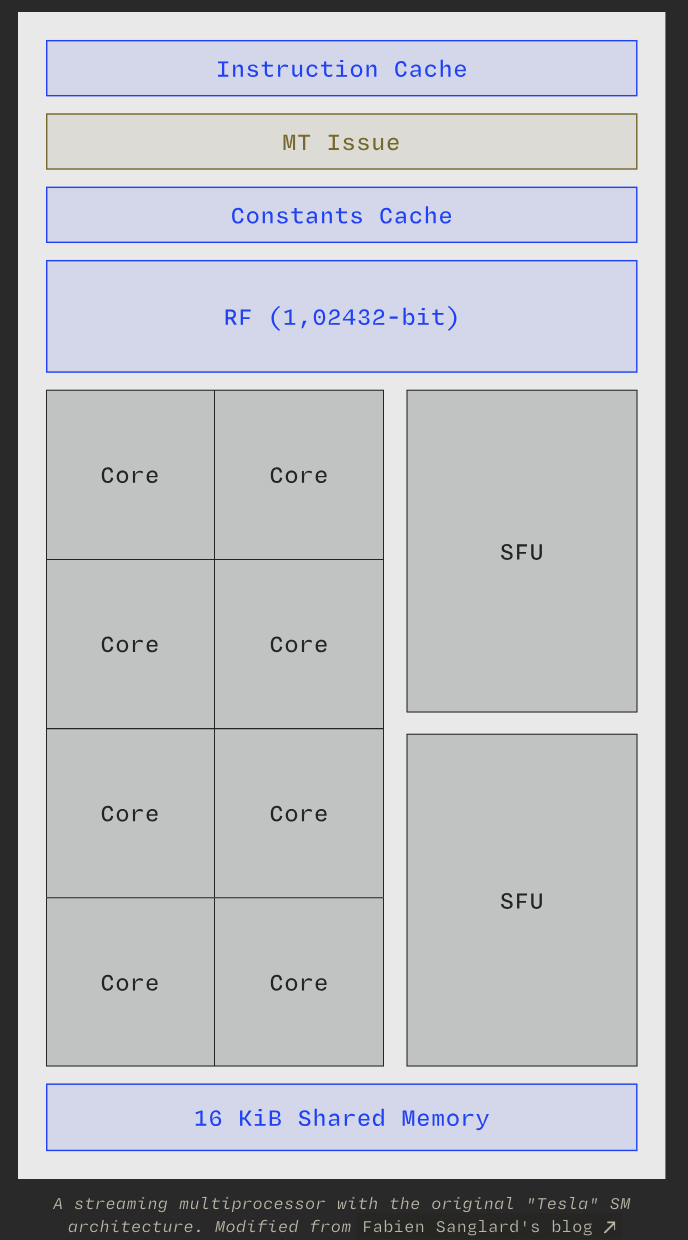 Instruction Cache
MT Issue
Constants Cache
RF (1,02432-bit)
Core Core
SFU
Core Core
Core Core
SFU
Core Core
16 KiB Shared Memory
A streaming multiprocessor with the original "Tesla" SM
architecture. Modified from Fabien Sanglard's blog ↗